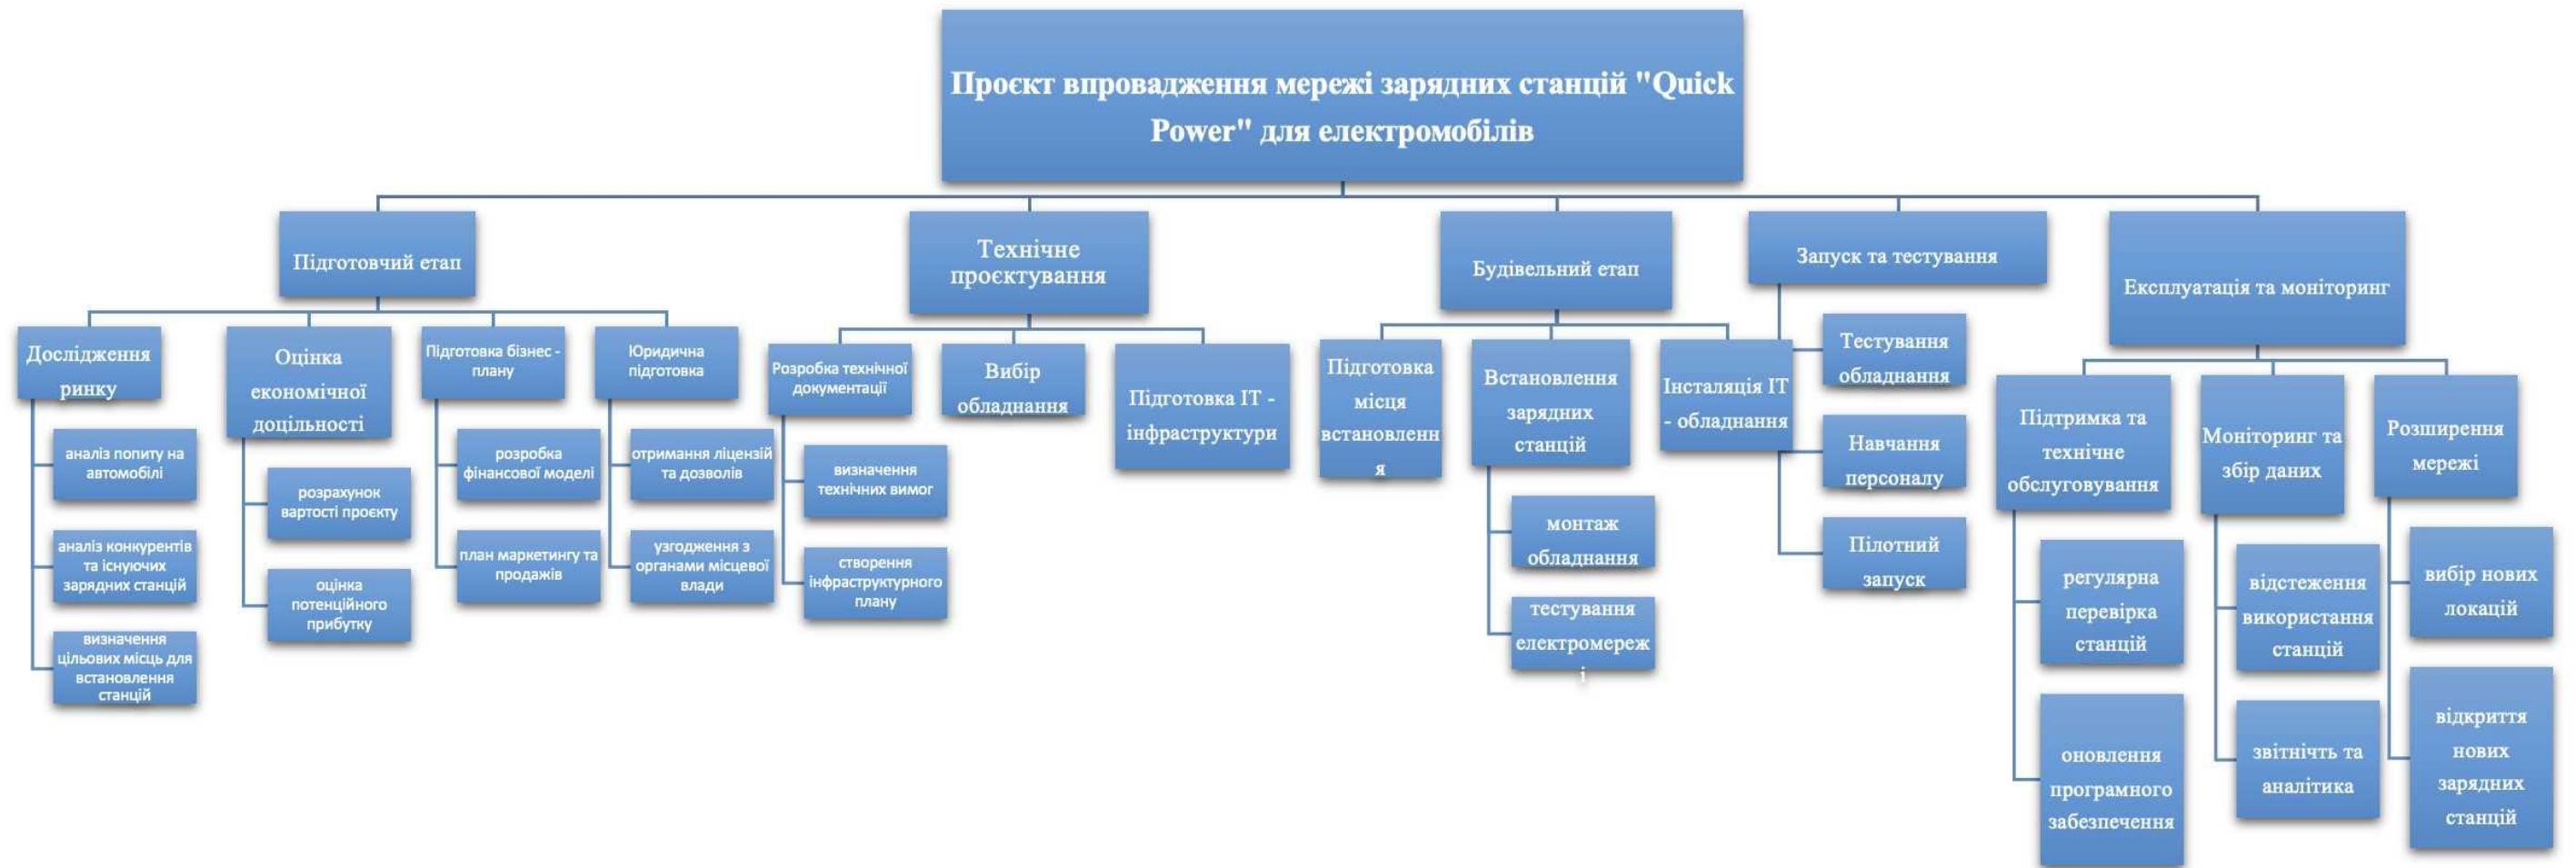 Проєкт впровадження мережі зарядних станцій "Quick
Power" для електромобілів
Підготовчий етап
Технічне
проєктування
Будівельний етап
Запуск та тестування
Експлуатація та моніторинг
Дослідження
ринку
аналіз попиту на
автомобілі
аналіз конкурентів
та існуючих
зарядних станцій
визначення
цільових місць для
встановлення
станцій
Оцінка
економічної
доцільності
розрахунок
вартості проєкту
оцінка
потенційного
прибутку
Підготовка бізнес -
плану
розробка
фінансової моделі
план маркетингу та
продажів
Юридична
підготовка
отримання ліцензій
та дозволів
узгодження з
органами місцевої
влади
Розробка технічної
документації
визначення
технічних вимог
створення
інфраструктурного
плану
Вибір
обладнання
Підготовка ІТ -
інфраструктури
Підготовка
місця
встановленн
я
Встановлення
зарядних
станцій
монтаж
обладнання
тестування
електромереж
і
Інсталяція ІТ
- обладнання
Тестування
обладнання
Навчання
персоналу
Пілотний
запуск
Підтримка та
технічне
обслуговування
регулярна
перевірка
станцій
оновлення
програмного
забезпечення
Моніторинг та
збір даних
відстеження
використання
станцій
звітнічть та
аналітика
Розширення
мережі
вибір нових
локацій
відкриття
нових
зарядних
станцій